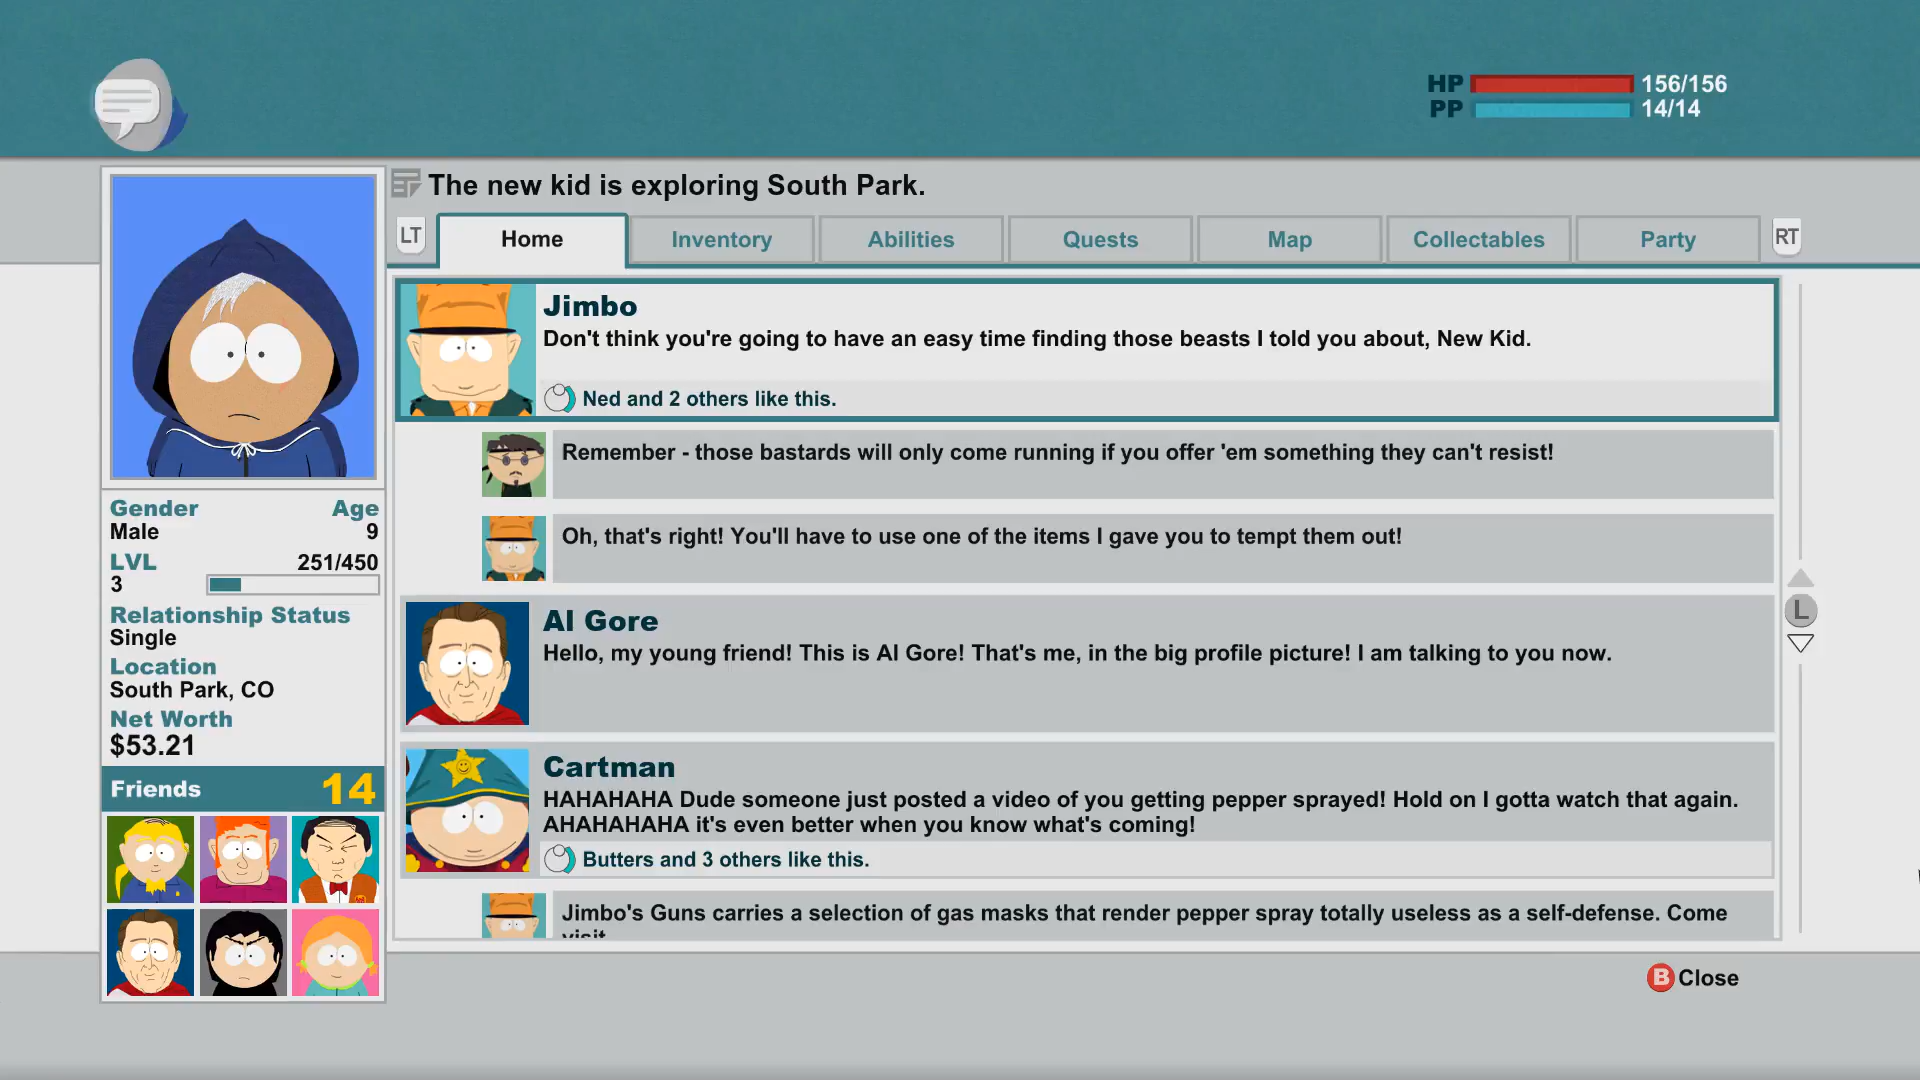 HP 156/156
PP 14/14
The new kid is exploring South Park.
LT Home Inventory Abilities Quests Map Collectables Party RT
Gender Age
Male 9
LVL 251/450
3
Relationship Status
Single
Location
South Park, CO
Net Worth
$53.21
Friends 14
Jimbo
Don't think you're going to have an easy time finding those beasts I told you about, New Kid.
Ned and 2 others like this.
Remember - those bastards will only come running if you offer 'em something they can't resist!
Oh, that's right! You'll have to use one of the items I gave you to tempt them out!
Al Gore
Hello, my young friend! This is Al Gore! That's me, in the big profile picture! I am talking to you now.
Cartman
HAHAHAHA Dude someone just posted a video of you getting pepper sprayed! Hold on I gotta watch that again.
AHAHAHAHA it's even better when you know what's coming!
Butters and 3 others like this.
Jimbo's Guns carries a selection of gas masks that render pepper spray totally useless as a self-defense. Come
visit
L
B Close